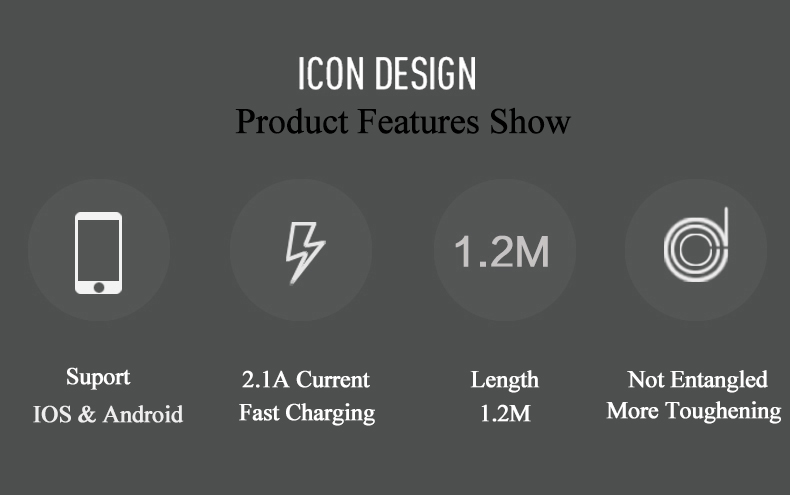 ICON DESIGN
Product Features Show
1.2M
Suport
IOS & Android
2.1A Current
Fast Charging
Length
1.2M
Not Entangled
More Toughening